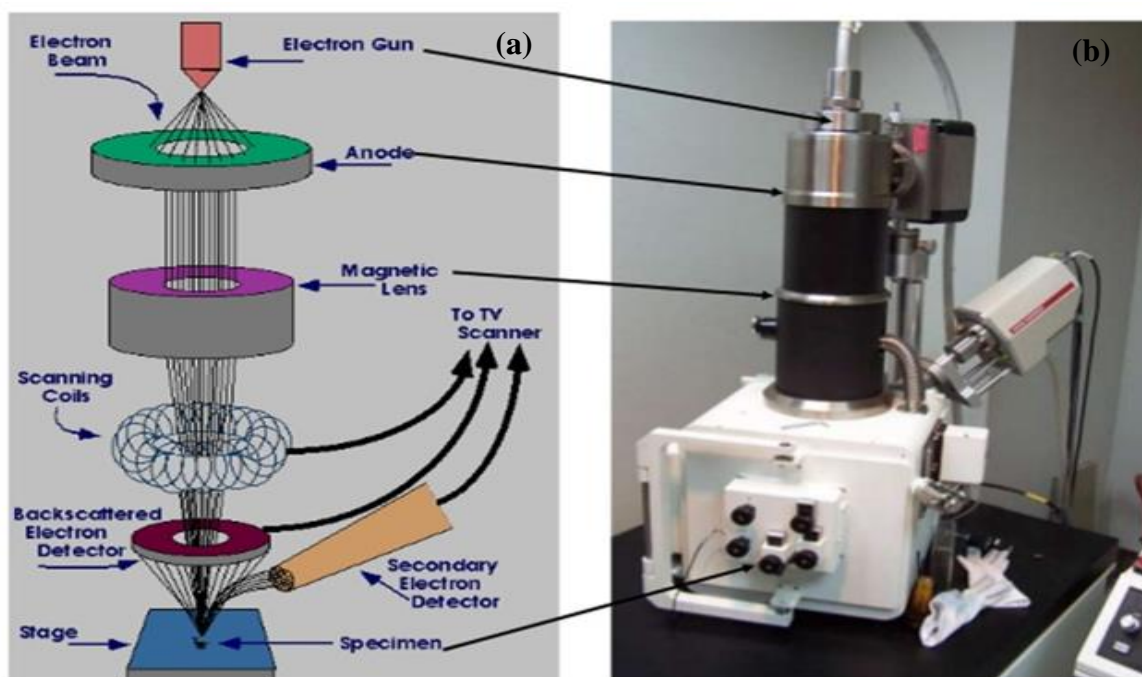 (a)
(b)
Electron
Beam
Electron Gun
Anode
Magnetic
Lens
To TV
Scanner
Scanning
Coils
Backscattered
Electron
Detector
Secondary
Electron
Detector
Stage
Specimen